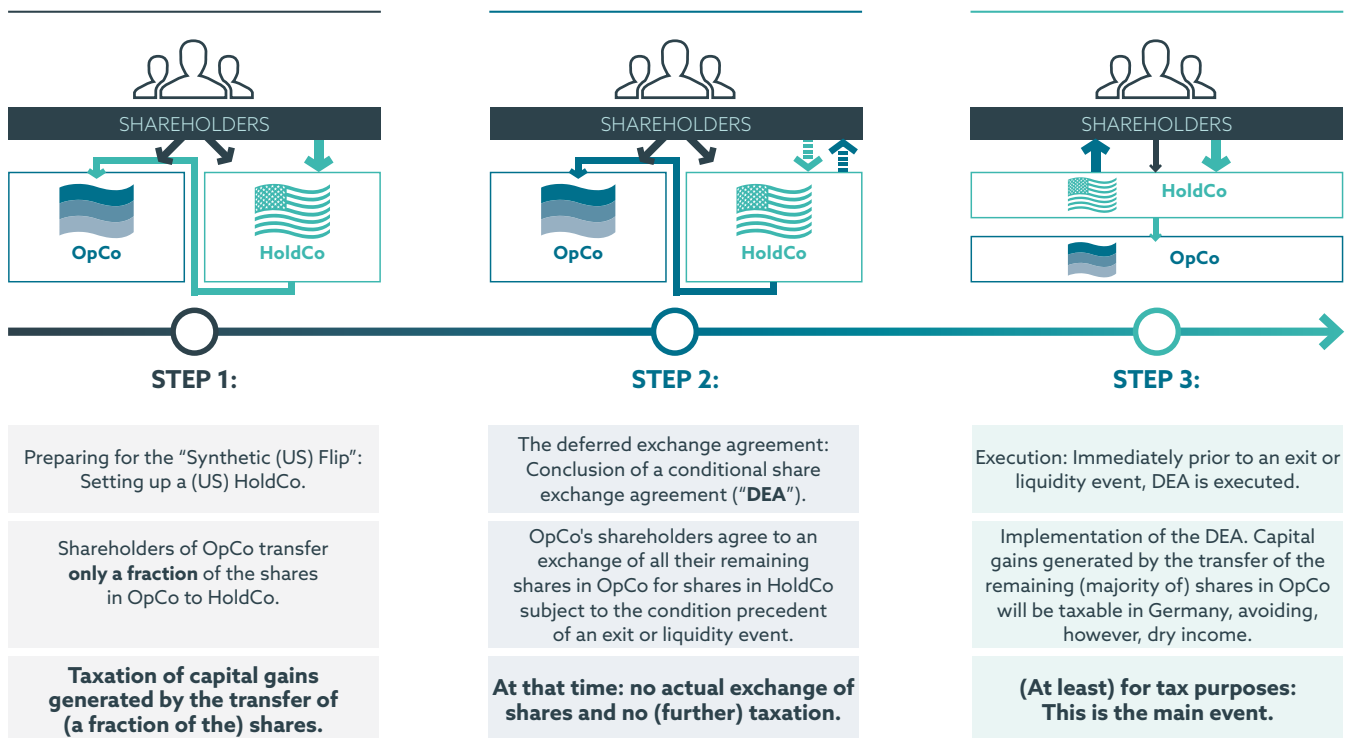 SHAREHOLDERS
OpCo
HoldCo
STEP 1:
Preparing for the “Synthetic (US) Flip”:
Setting up a (US) HoldCo.
Shareholders of OpCo transfer
only a fraction of the shares
in OpCo to HoldCo.
Taxation of capital gains
generated by the transfer of
(a fraction of the) shares.
SHAREHOLDERS
OpCo
HoldCo
STEP 2:
The deferred exchange agreement:
Conclusion of a conditional share
exchange agreement (“DEA”).
OpCo's shareholders agree to an
exchange of all their remaining
shares in OpCo for shares in HoldCo
subject to the condition precedent
of an exit or liquidity event.
At that time: no actual exchange of
shares and no (further) taxation.
SHAREHOLDERS
HoldCo
OpCo
STEP 3:
Execution: Immediately prior to an exit or
liquidity event, DEA is executed.
Implementation of the DEA. Capital
gains generated by the transfer of the
remaining (majority of) shares in OpCo
will be taxable in Germany, avoiding,
however, dry income.
(At least) for tax purposes:
This is the main event.